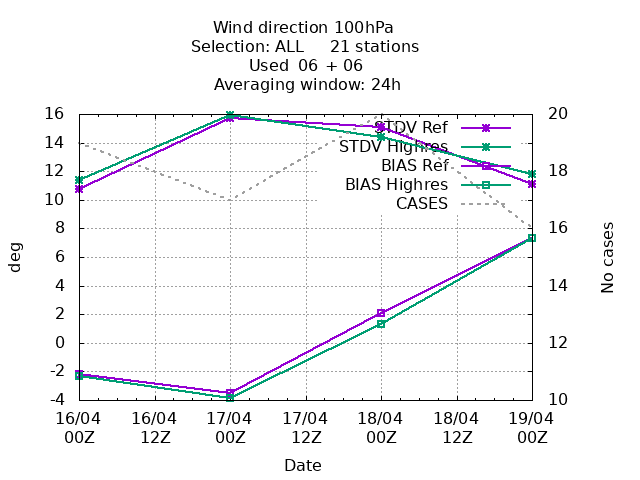 Wind direction 100hPa
Selection: ALL     21 stations
Used  06 + 06
Averaging window: 24h
16 20
STDV Ref
14
STDV Highres
12 18
BIAS Ref
BIAS Highres
10
CASES
8 16
deg
No cases
6
4 14
2
0 12
-2
-4 10
16/04 16/04 17/04 17/04 18/04 18/04 19/04
00Z 12Z 00Z 12Z 00Z 12Z 00Z
Date